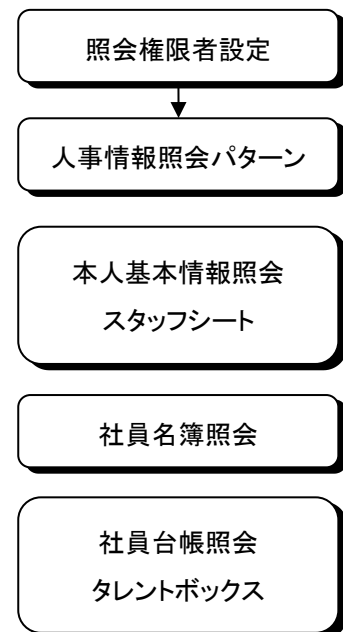 照会権限者設定
人事情報照会パターン
本人基本情報照会
スタッフシート
社員名簿照会
社員台帳照会
タレントボックス